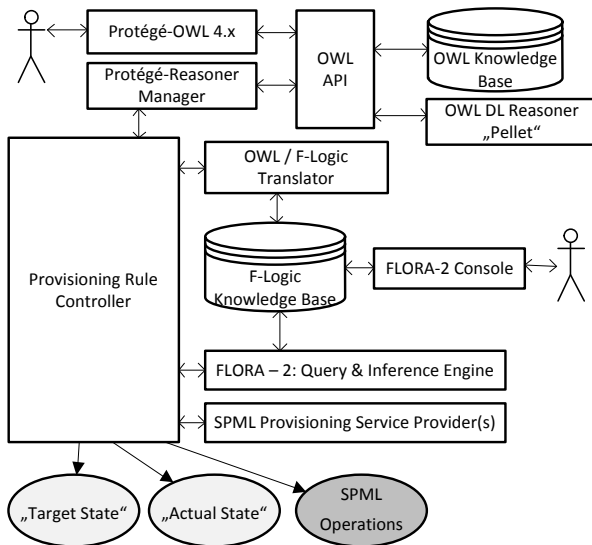 Protégé-OWL 4.x
OWL
API
OWL Knowledge
Base
Protégé-Reasoner
Manager
OWL DL Reasoner
„Pellet“
OWL / F-Logic
Translator
Provisioning Rule
Controller
F-Logic
Knowledge Base
FLORA-2 Console
FLORA – 2: Query & Inference Engine
SPML Provisioning Service Provider(s)
„Target State“
„Actual State“
SPML
Operations